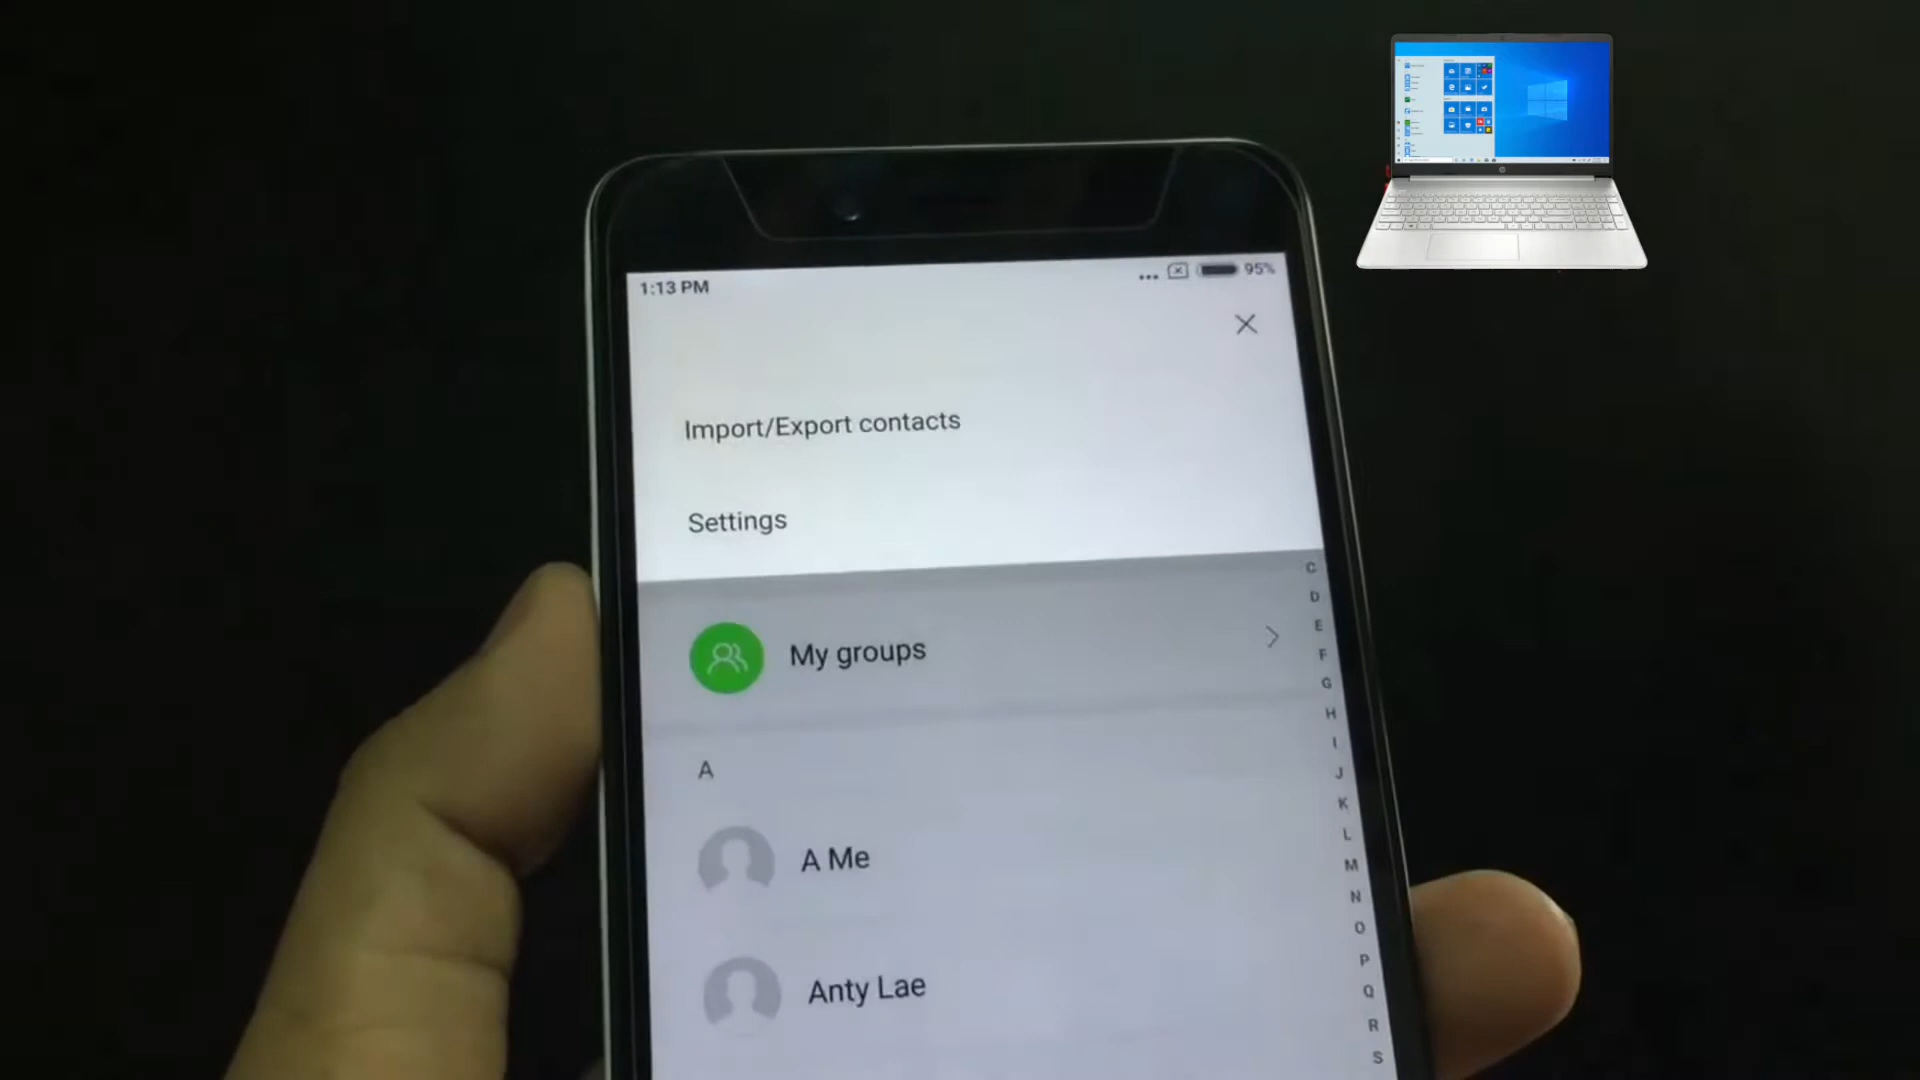 1:13 PM
95%
Import/Export contacts
Settings
My groups
A
A Me
Anty Lae
C
D
E
F
G
H
I
J
K
L
M
N
O
P
Q
R
S